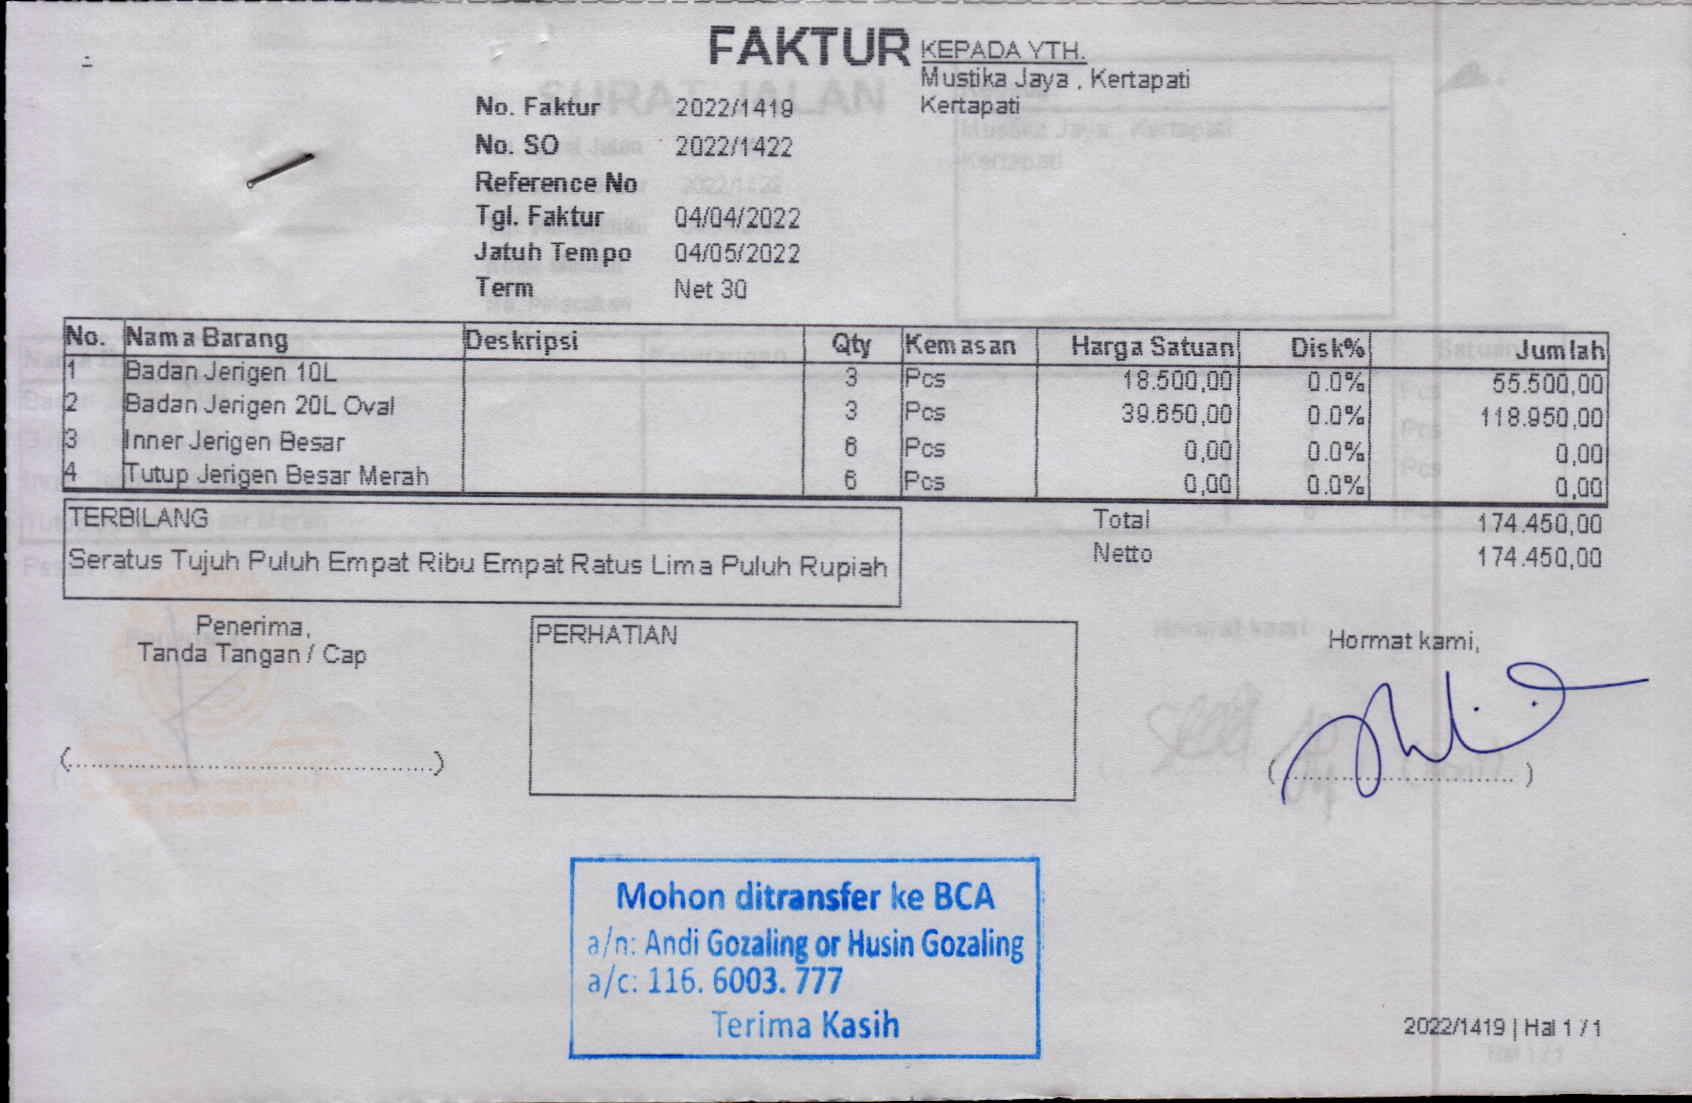 FAKTUR
KEPADA YTH.
Mustika Jaya , Kertapati
Kertapati
No. Faktur 2022/1419
No. SO 2022/1422
Reference No
Tgl. Faktur 04/04/2022
Jatuh Tempo 04/05/2022
Term Net 30
No. Nama Barang Deskripsi Qty Kemasan Harga Satuan Disk% Jumlah
1 Badan Jerigen 10L 3 Pcs 18.500,00 0.0% 55.500,00
2 Badan Jerigen 20L Oval 3 Pcs 39.650,00 0.0% 118.950,00
3 Inner Jerigen Besar 6 Pcs 0,00 0.0% 0,00
4 Tutup Jerigen Besar Merah 6 Pcs 0,00 0.0% 0,00
TERBILANG
Seratus Tujuh Puluh Empat Ribu Empat Ratus Lima Puluh Rupiah
Total 174.450,00
Netto 174.450,00
Penerima,
Tanda Tangan / Cap
(........................................)
PERHATIAN
Hormat kami,
(............................)
Mohon ditransfer ke BCA
a/n: Andi Gozaling or Husin Gozaling
a/c: 116. 6003. 777
Terima Kasih
2022/1419 | Hal 1 / 1